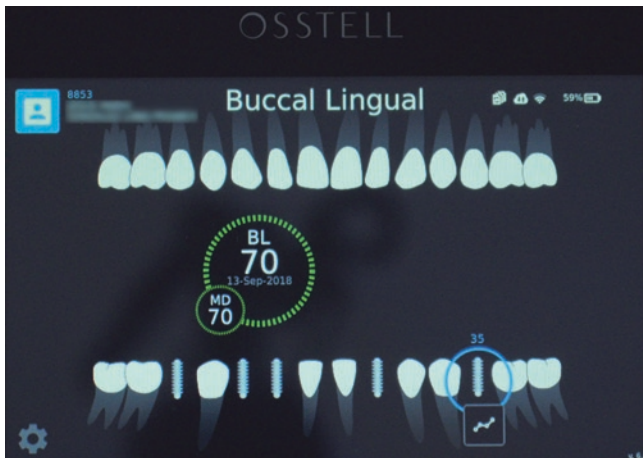 OSSTELL
8853
Buccal Lingual
59%
BL
70
13-Sep-2018
MD
70
35